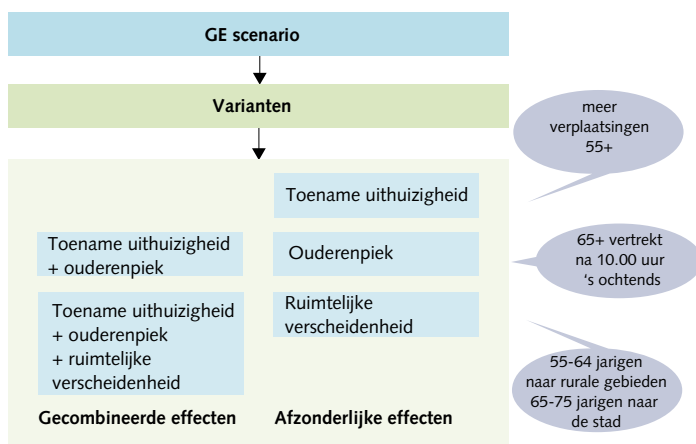 GE scenario
Varianten
meer
verplaatsingen
55+
Toename uithuizigheid
Toename uithuizigheid
+ ouderenpiek
Ouderenpiek
65+ vertrekt
na 10.00 uur
's ochtends
Toename uithuizigheid
+ ouderenpiek
+ ruimtelijke
verscheidenheid
Ruimtelijke
verscheidenheid
55-64 jarigen
naar rurale gebieden
65-75 jarigen naar
de stad
Gecombineerde effecten
Afzonderlijke effecten